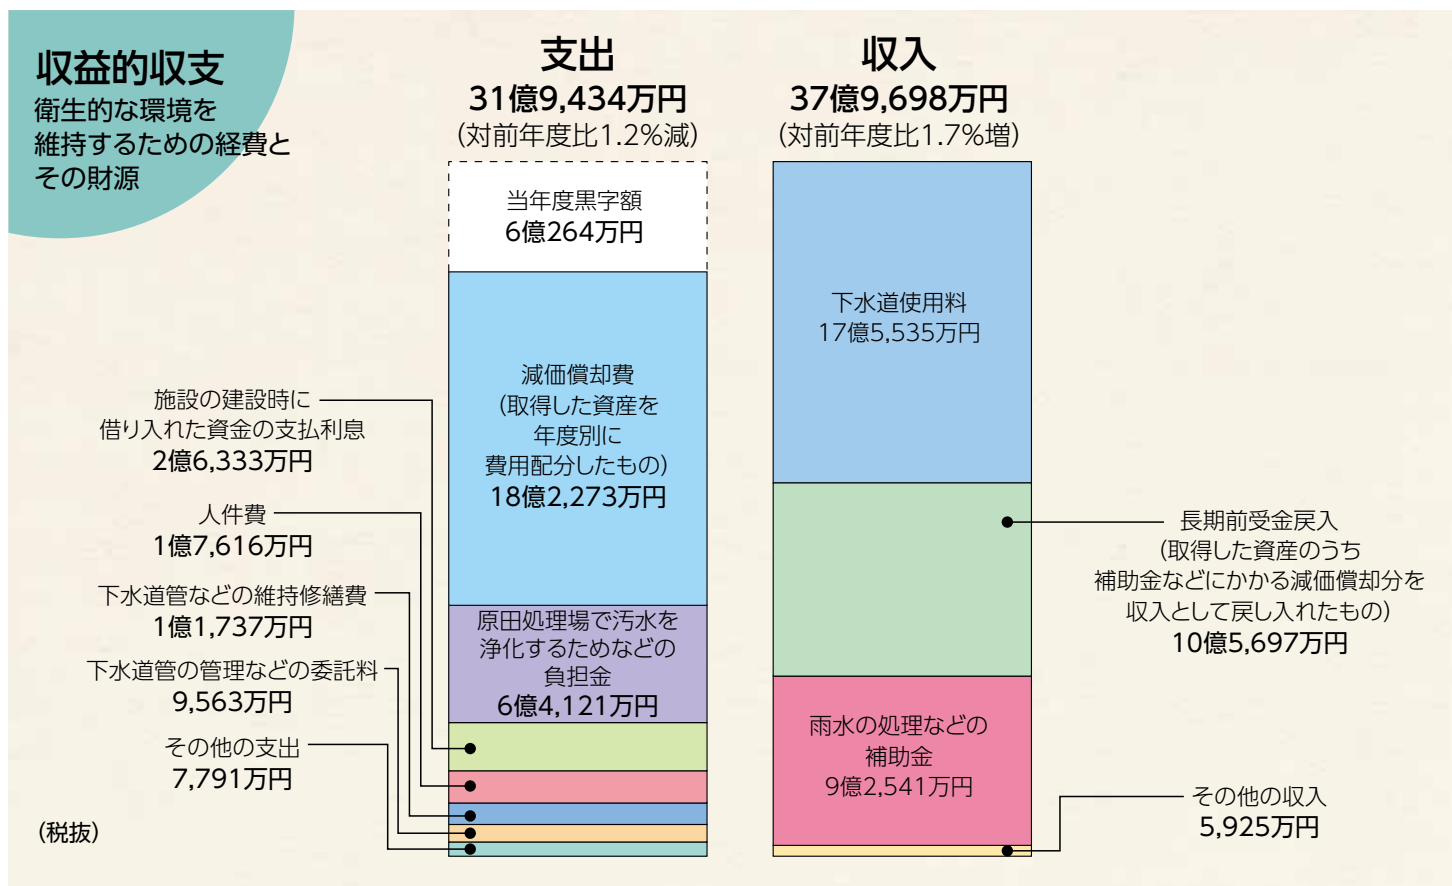 収益的収支
衛生的な環境を
維持するための経費と
その財源
支出
31億9,434万円
(対前年度比1.2%減)
収入
37億9,698万円
(対前年度比1.7%増)
当年度黒字額
6億264万円
減価償却費
(取得した資産を
年度別に
費用配分したもの)
18億2,273万円
原田処理場で汚水を
浄化するためなどの
負担金
6億4,121万円
施設の建設時に
借り入れた資金の支払利息
2億6,333万円
人件費
1億7,616万円
下水道管などの維持修繕費
1億1,737万円
下水道管の管理などの委託料
9,563万円
その他の支出
7,791万円
(税抜)
下水道使用料
17億5,535万円
長期前受金戻入
(取得した資産のうち
補助金などにかかる減価償却分を
収入として戻し入れたもの)
10億5,697万円
雨水の処理などの
補助金
9億2,541万円
その他の収入
5,925万円